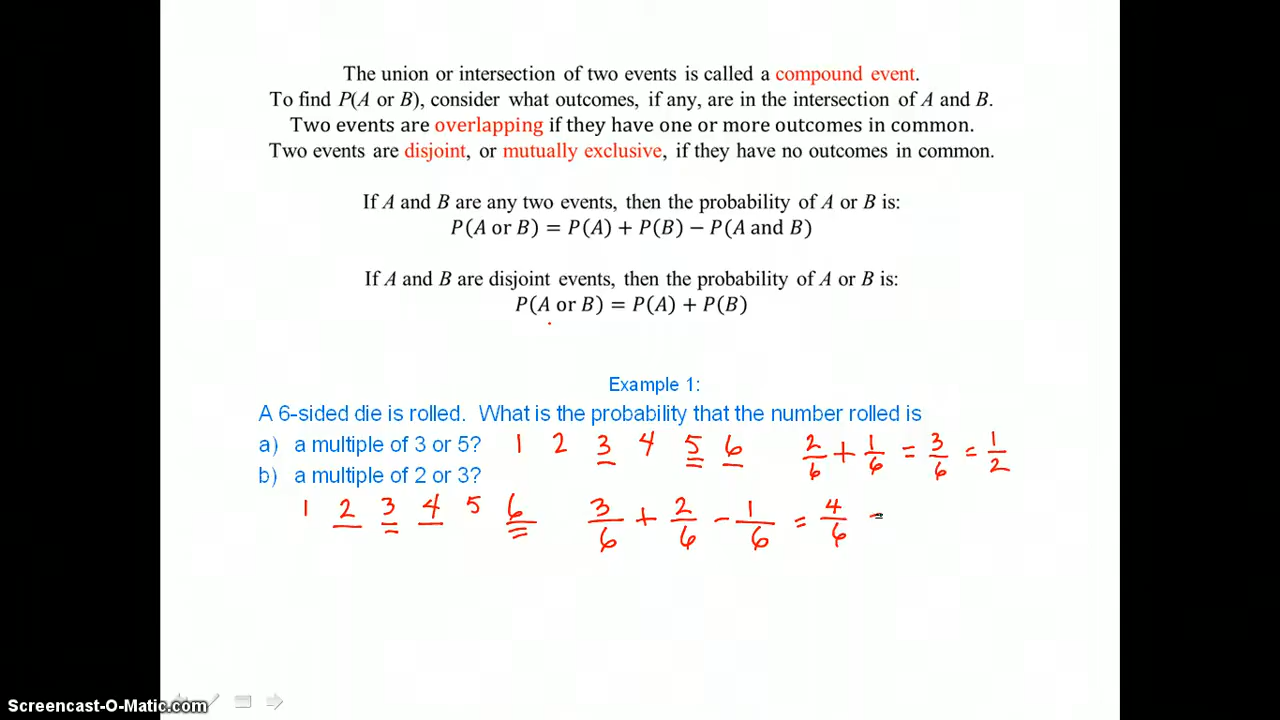 The union or intersection of two events is called a compound event.
To find P(A or B), consider what outcomes, if any, are in the intersection of A and B.
Two events are overlapping if they have one or more outcomes in common.
Two events are disjoint, or mutually exclusive, if they have no outcomes in common.
If A and B are any two events, then the probability of A or B is:
P(A or B) = P(A) + P(B) − P(A and B)
If A and B are disjoint events, then the probability of A or B is:
P(A or B) = P(A) + P(B)
Example 1:
A 6-sided die is rolled. What is the probability that the number rolled is
a) a multiple of 3 or 5? 1 2 3 4 5 6 2/6 + 1/6 = 3/6 = 1/2
b) a multiple of 2 or 3?
1 2 3 4 5 6 3/6 + 2/6 − 1/6 = 4/6 =
Screencast-O-Matic.com